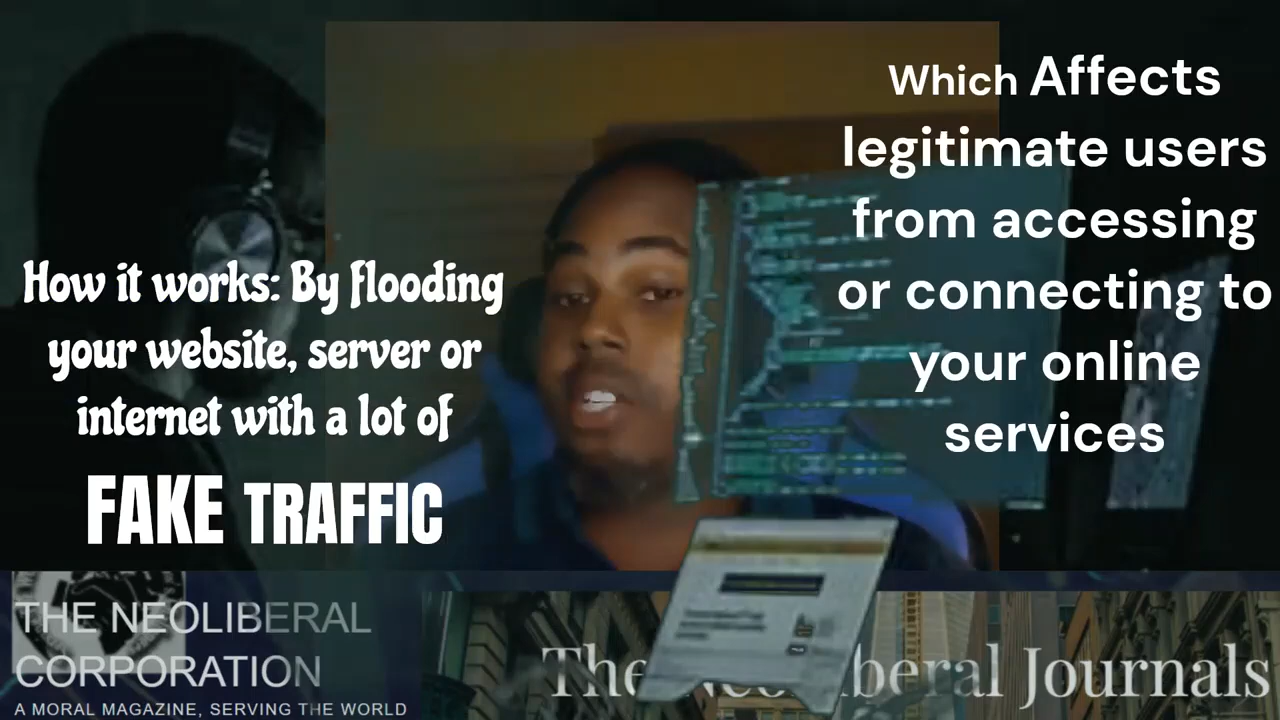 How it works: By flooding
your website, server or
internet with a lot of
FAKE TRAFFIC
Which Affects
legitimate users
from accessing
or connecting to
your online
services
THE NEOLIBERAL
CORPORATION
A MORAL MAGAZINE, SERVING THE WORLD
The Journals